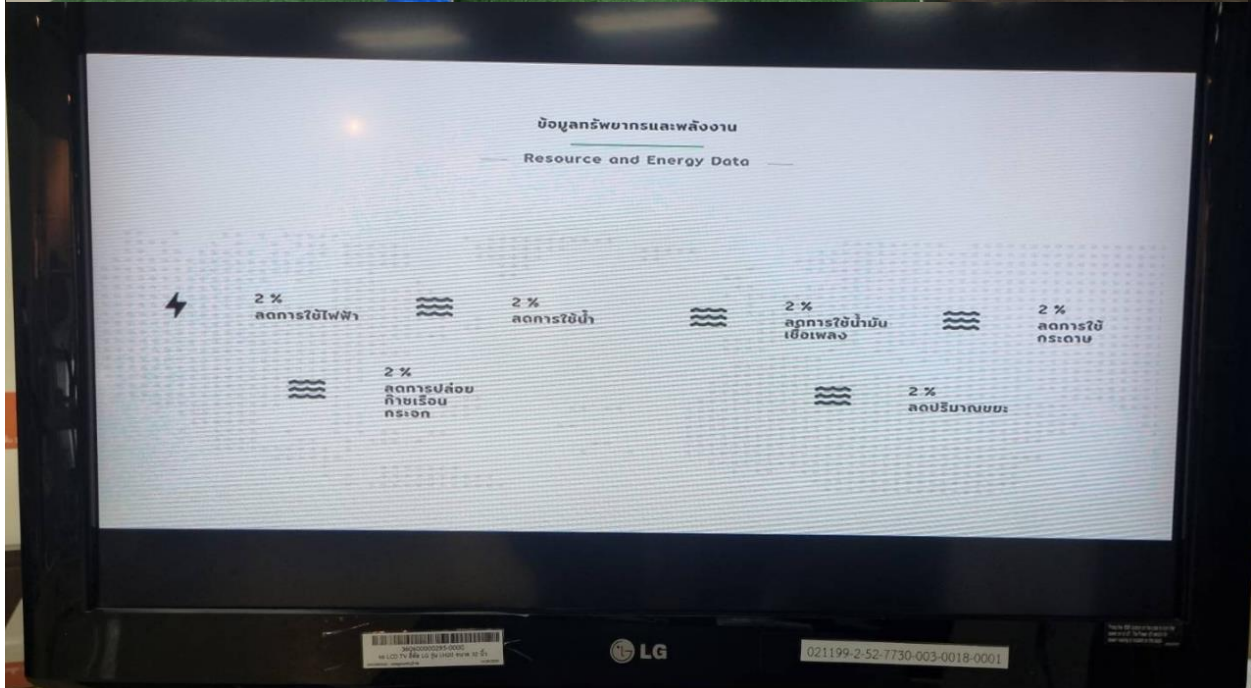 ข้อมูลทรัพยากรและพลังงาน
Resource and Energy Data
2 %
ลดการใช้ไฟฟ้า
2 %
ลดการใช้น้ำ
2 %
ลดการใช้น้ำมัน
เชื้อเพลง
2 %
ลดการใช้
กระดาษ
2 %
ลดการปล่อย
ก๊าซเรือน
กระจก
2 %
ลดปริมาณขยะ
LG
021199-2-52-7730-003-0018-0001